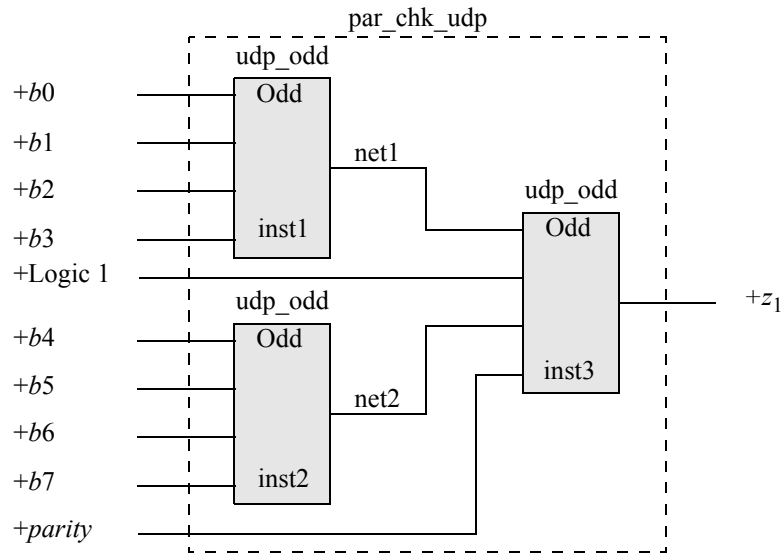 par_chk_udp
udp_odd
+b0
Odd
+b1
net1
+b2
udp_odd
+b3
inst1
Odd
+Logic 1
udp_odd
+z1
+b4
Odd
+b5
net2
inst3
+b6
+b7
inst2
+parity